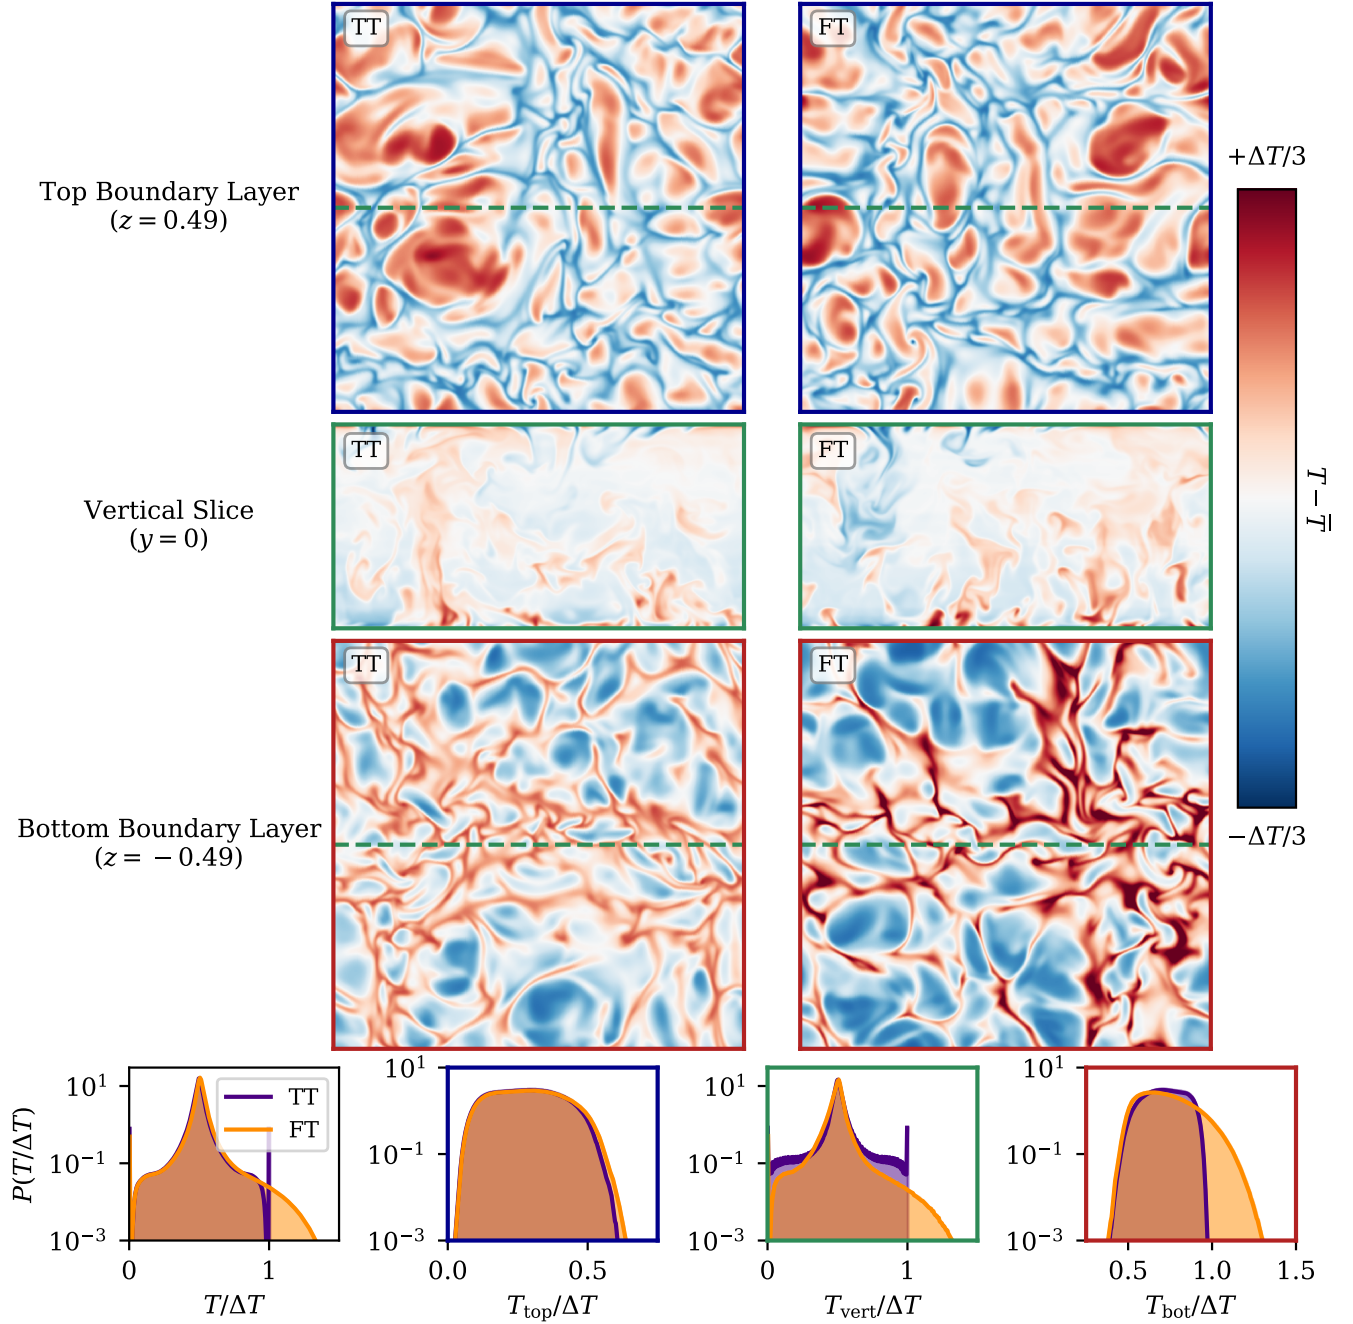 TT
FT
Top Boundary Layer
(z = 0.49)
+ΔT/3
T − T̅
−ΔT/3
TT
FT
Vertical Slice
(y = 0)
TT
FT
Bottom Boundary Layer
(z = −0.49)
P(T/ΔT)
10¹
10⁻¹
10⁻³
0
1
T/ΔT
TT
FT
10¹
10⁻¹
10⁻³
0.0
0.5
T_top/ΔT
10¹
10⁻¹
10⁻³
0
1
T_vert/ΔT
10¹
10⁻¹
10⁻³
0.5
1.0
1.5
T_bot/ΔT